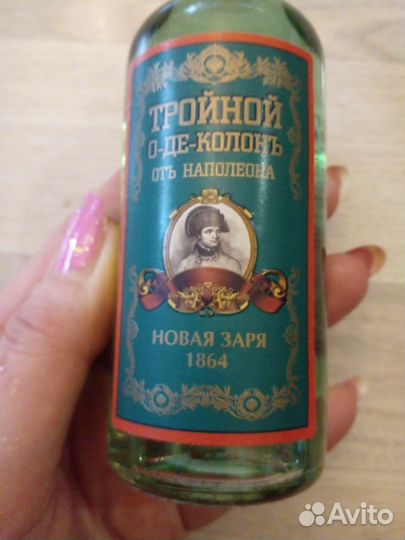 ТРОЙНОЙ
О-ДЕ-КОЛОНЪ
ОТЪ НАПОЛЕОНА
НОВАЯ ЗАРЯ
1864
Avito